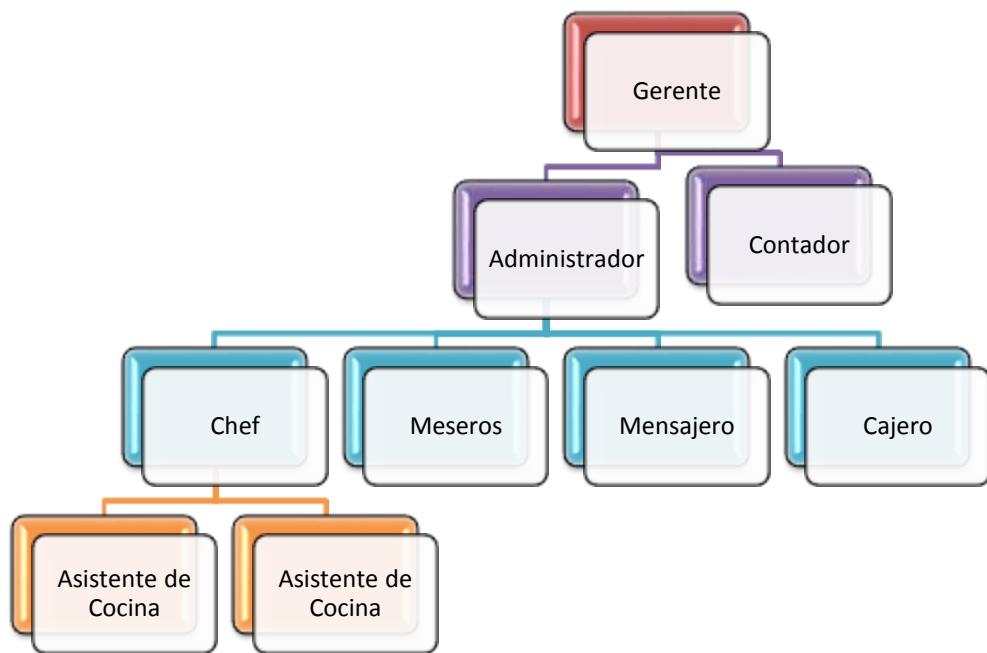 Gerente
Administrador
Contador
Chef
Meseros
Mensajero
Cajero
Asistente de
Cocina
Asistente de
Cocina